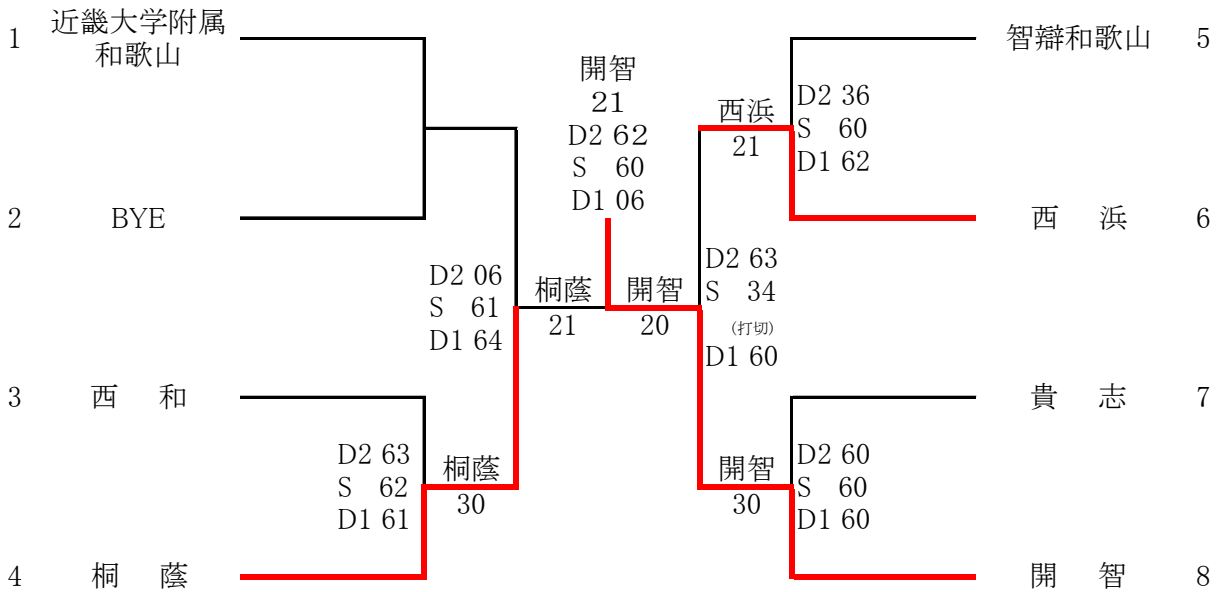 1 近畿大学附属
和歌山
2 BYE
3 西 和
4 桐 蔭
D2 63
S 62
D1 61
桐蔭
30
D2 06
S 61
D1 64
桐蔭
21
開智
21
D2 62
S 60
D1 06
開智
20
D2 63
S 34
(打切)
D1 60
西浜
21
D2 36
S 60
D1 62
開智
30
D2 60
S 60
D1 60
智辯和歌山 5
西 浜 6
貴 志 7
開 智 8